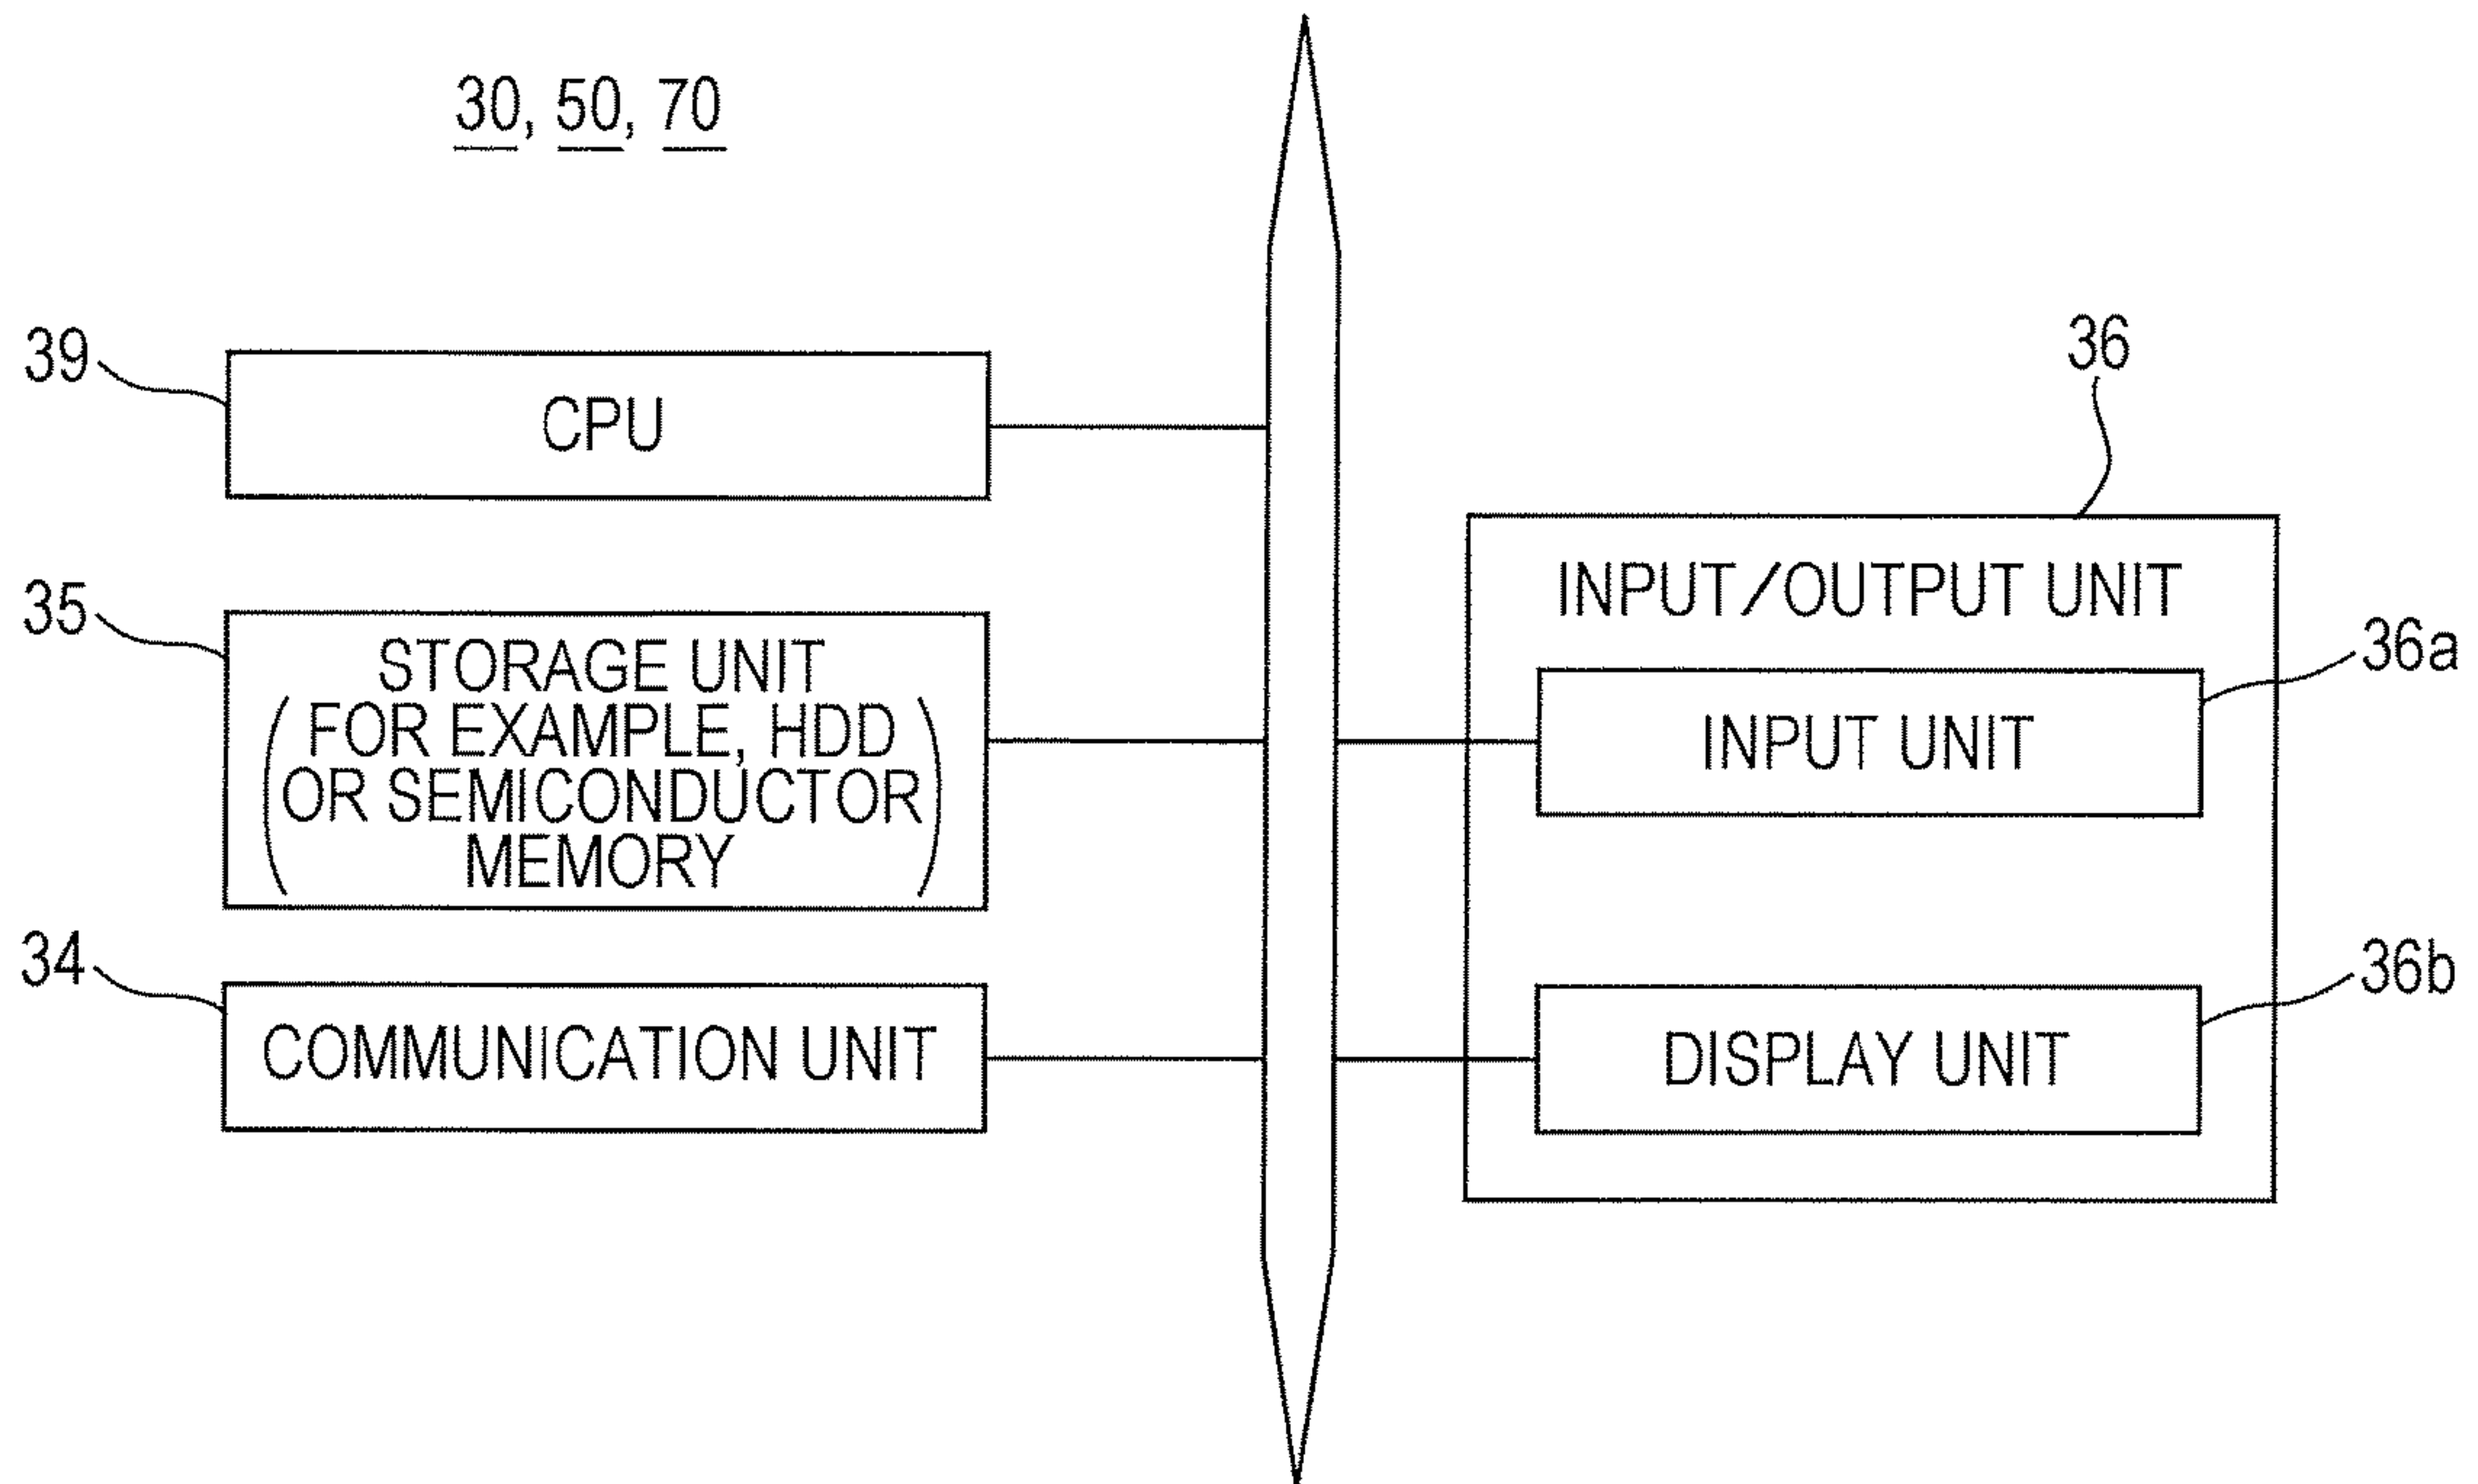 30, 50, 70
39
CPU
35
STORAGE UNIT
(FOR EXAMPLE, HDD
OR SEMICONDUCTOR
MEMORY)
34
COMMUNICATION UNIT
36
INPUT/OUTPUT UNIT
36a
INPUT UNIT
36b
DISPLAY UNIT